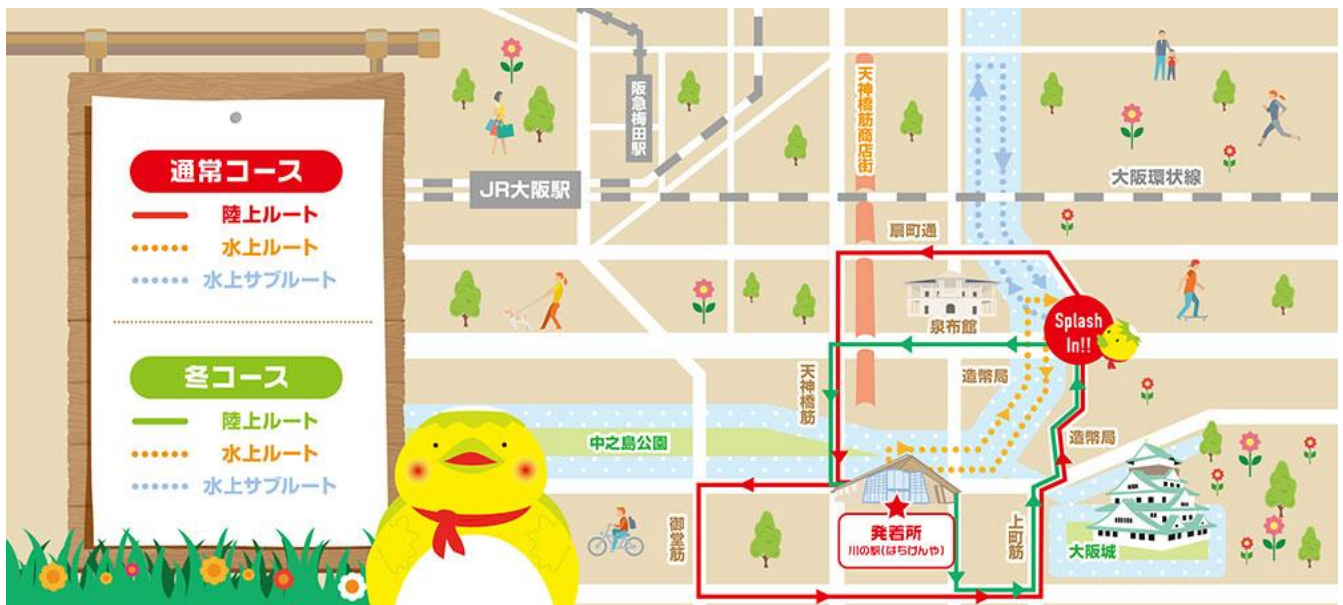 通常コース
陸上ルート
水上ルート
水上サブルート
冬コース
陸上ルート
水上ルート
水上サブルート
阪急梅田駅
JR大阪駅
天神橋筋商店街
大阪環状線
扇町通
泉布館
Splash
In!!
天神橋筋
造幣局
中之島公園
造幣局
御堂筋
発着所
川の駅(はちけんや)
上町筋
大阪城